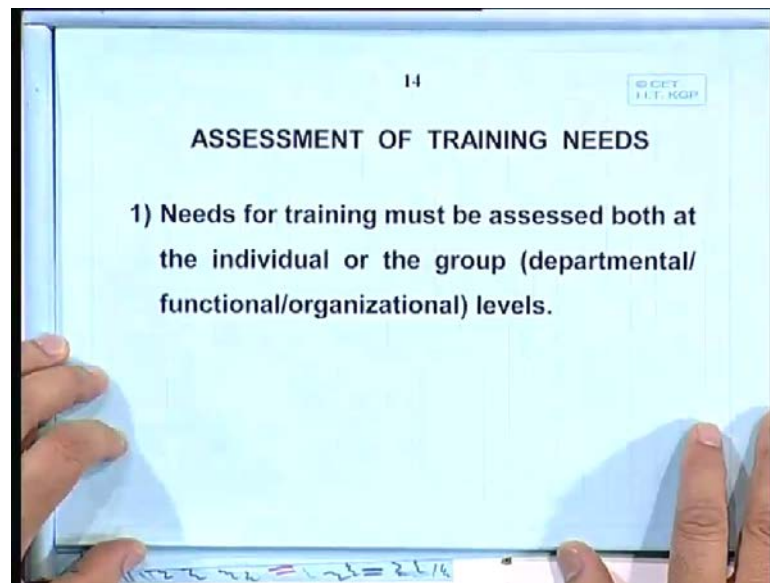 14
© CET
I.I.T. KGP
ASSESSMENT OF TRAINING NEEDS
1) Needs for training must be assessed both at
the individual or the group (departmental/
functional/organizational) levels.